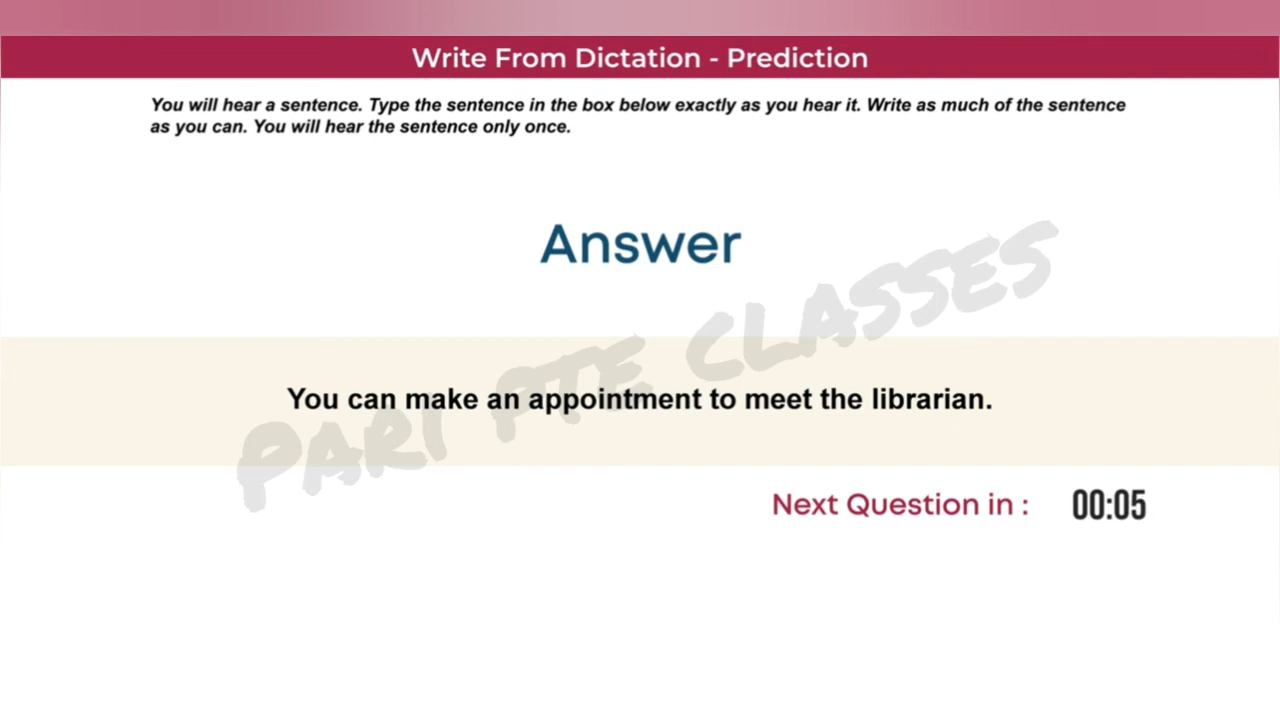 Write From Dictation - Prediction
You will hear a sentence. Type the sentence in the box below exactly as you hear it. Write as much of the sentence
as you can. You will hear the sentence only once.
Answer
PARI PTE CLASSES
You can make an appointment to meet the librarian.
Next Question in : 00:05